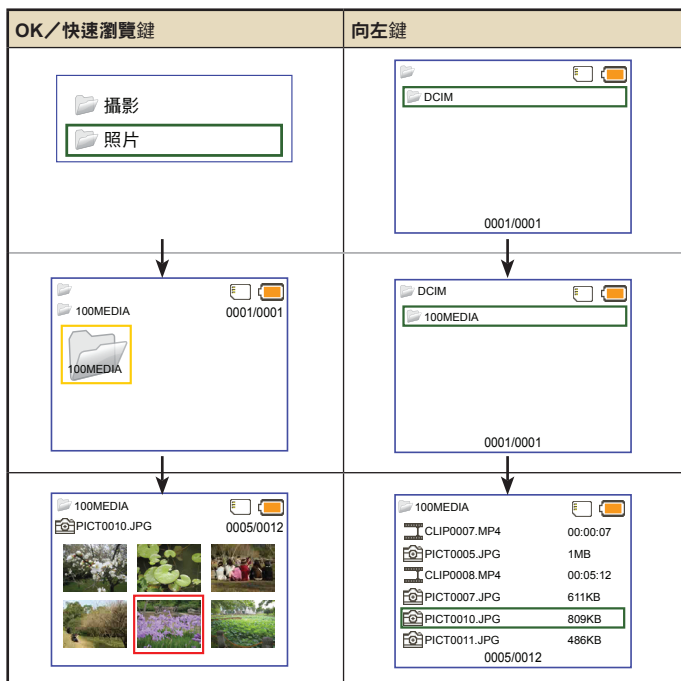 OK／快速瀏覽鍵
向左鍵
攝影
照片
DCIM
0001/0001
100MEDIA
0001/0001
100MEDIA
DCIM
100MEDIA
0001/0001
100MEDIA
PICT0010.JPG
0005/0012
100MEDIA
CLIP0007.MP4 00:00:07
PICT0005.JPG 1MB
CLIP0008.MP4 00:05:12
PICT0007.JPG 611KB
PICT0010.JPG 809KB
PICT0011.JPG 486KB
0005/0012